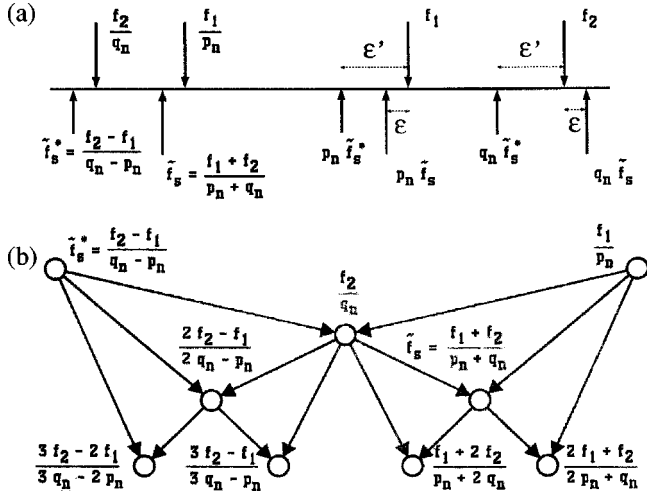 (a)
f₂/qₙ f₁/pₙ f₁ f₂
ε' ε'
ε ε
f̃ₛ* = (f₂ − f₁)/(qₙ − pₙ) f̃ₛ = (f₁ + f₂)/(pₙ + qₙ) pₙ f̃ₛ* pₙ f̃ₛ qₙ f̃ₛ* qₙ f̃ₛ
(b)
f̃ₛ* = (f₂ − f₁)/(qₙ − pₙ) f₂/qₙ f₁/pₙ
(2 f₂ − f₁)/(2 qₙ − pₙ) f̃ₛ = (f₁ + f₂)/(pₙ + qₙ)
(3 f₂ − 2 f₁)/(3 qₙ − 2 pₙ) (3 f₂ − f₁)/(3 qₙ − pₙ) (f₁ + 2 f₂)/(pₙ + 2 qₙ) (2 f₁ + f₂)/(2 pₙ + qₙ)